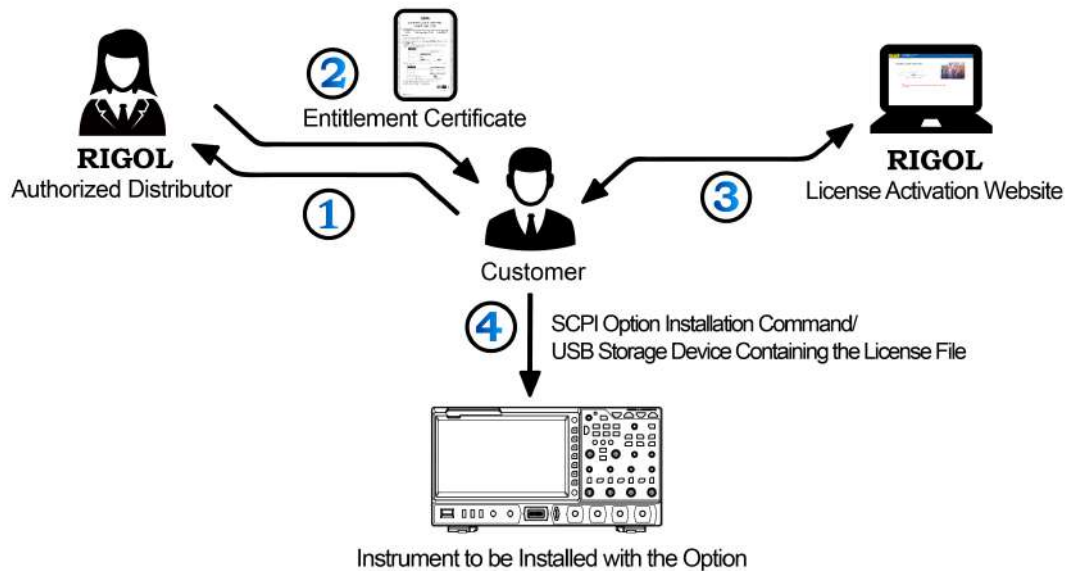 2
Entitlement Certificate
RIGOL
Authorized Distributor
1
3
RIGOL
License Activation Website
Customer
4
SCPI Option Installation Command/
USB Storage Device Containing the License File
Instrument to be Installed with the Option